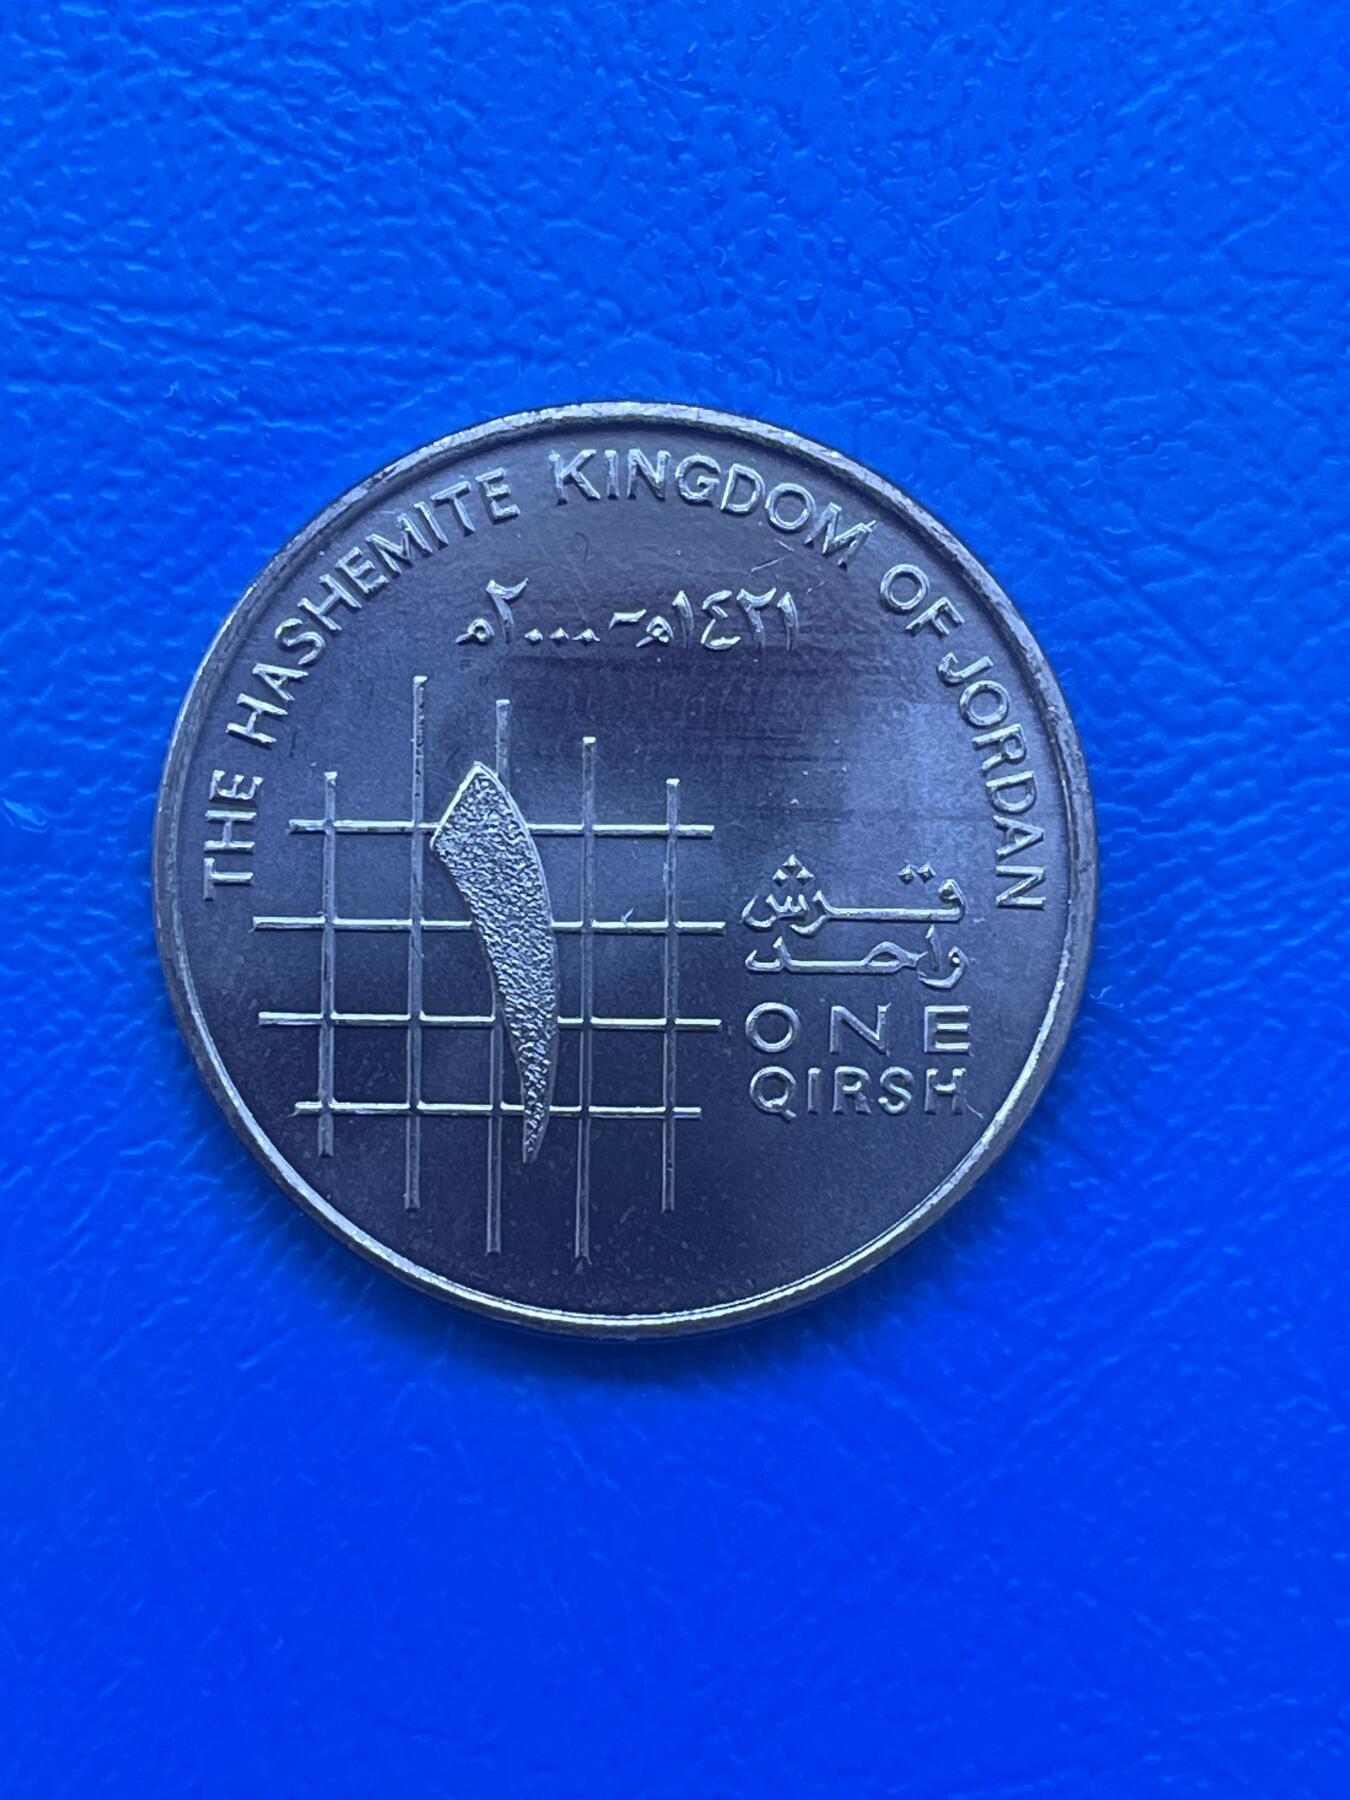 THE HASHEMITE KINGDOM OF JORDAN
١٤٢١هـ - ٢٠٠٠م
١
قرش
واحد
ONE
QIRSH